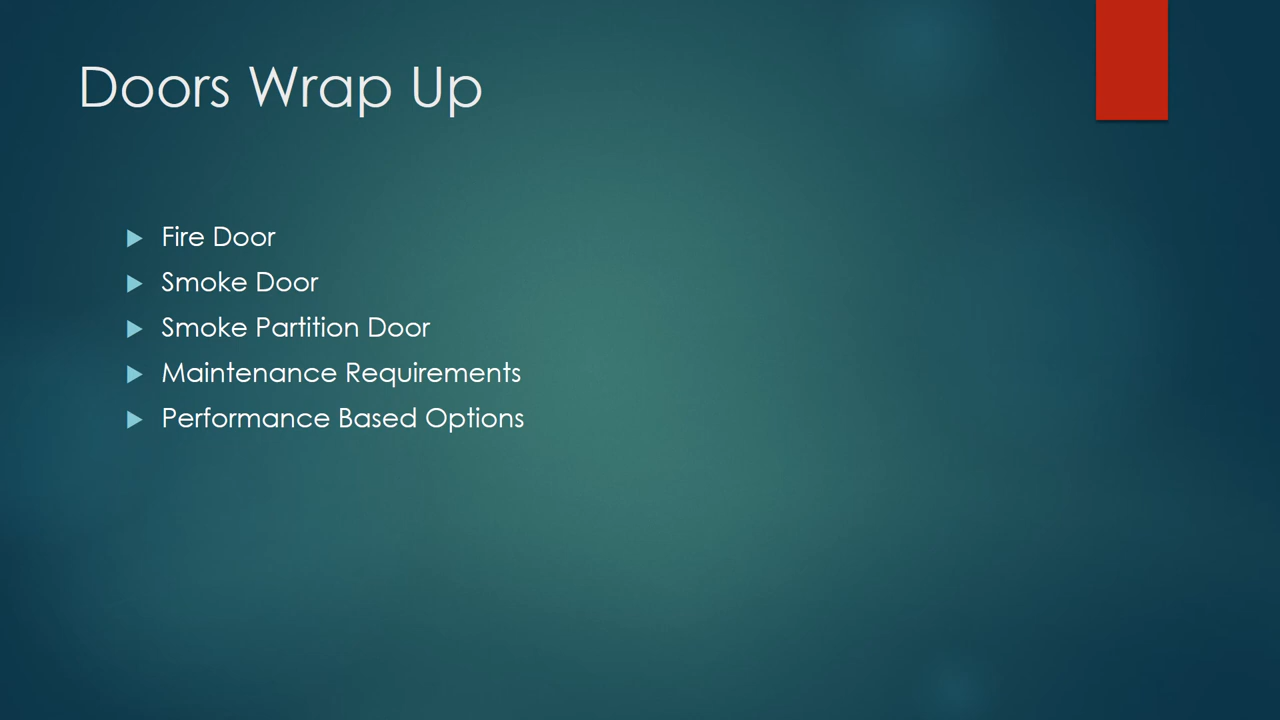 Doors Wrap Up
Fire Door
Smoke Door
Smoke Partition Door
Maintenance Requirements
Performance Based Options